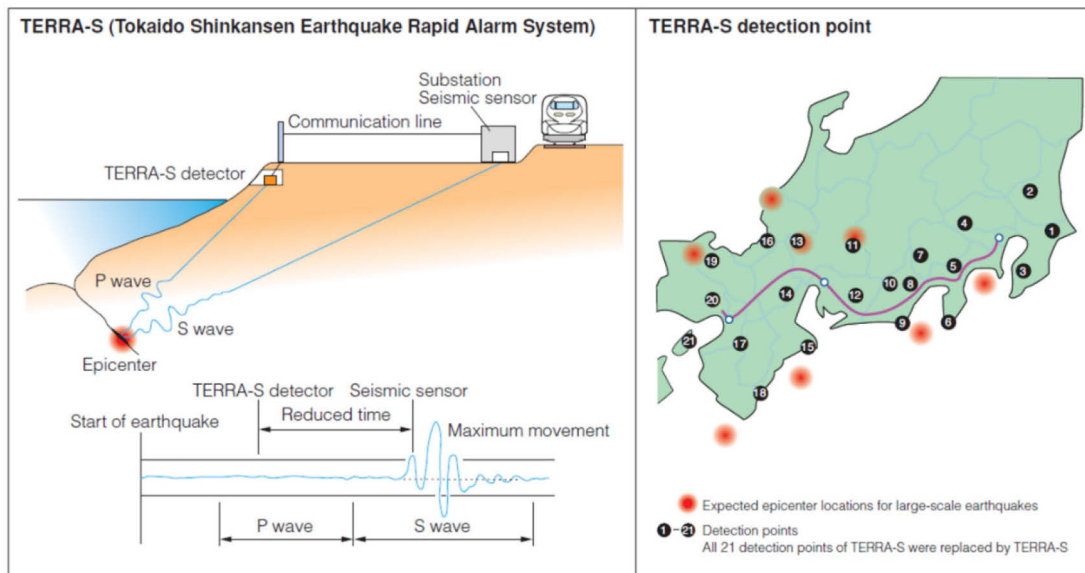 TERRA-S (Tokaido Shinkansen Earthquake Rapid Alarm System)
Substation
Seismic sensor
Communication line
TERRA-S detector
P wave
S wave
Epicenter
TERRA-S detector
Seismic sensor
Reduced time
Start of earthquake
Maximum movement
P wave
S wave
TERRA-S detection point
2
4
1
16
13
11
19
7
5
3
10
8
20
14
12
9
6
21
17
15
18
Expected epicenter locations for large-scale earthquakes
1 - 21 Detection points
All 21 detection points of TERRA-S were replaced by TERRA-S